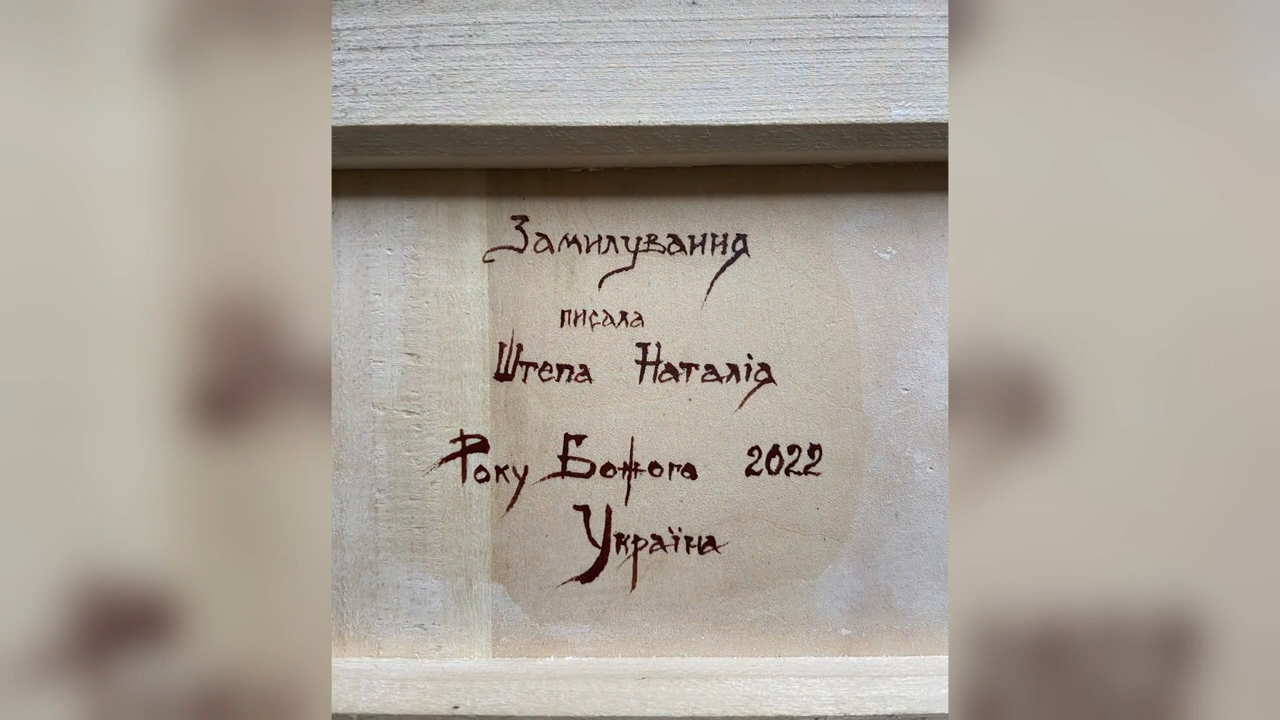 Замилування
писала
Штепа Наталія
Року Божого 2022
Україна